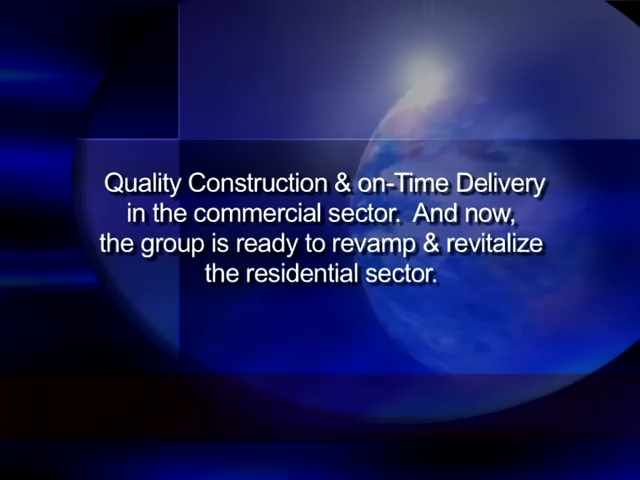 Quality Construction & on-Time Delivery
in the commercial sector.  And now,
the group is ready to revamp & revitalize
the residential sector.